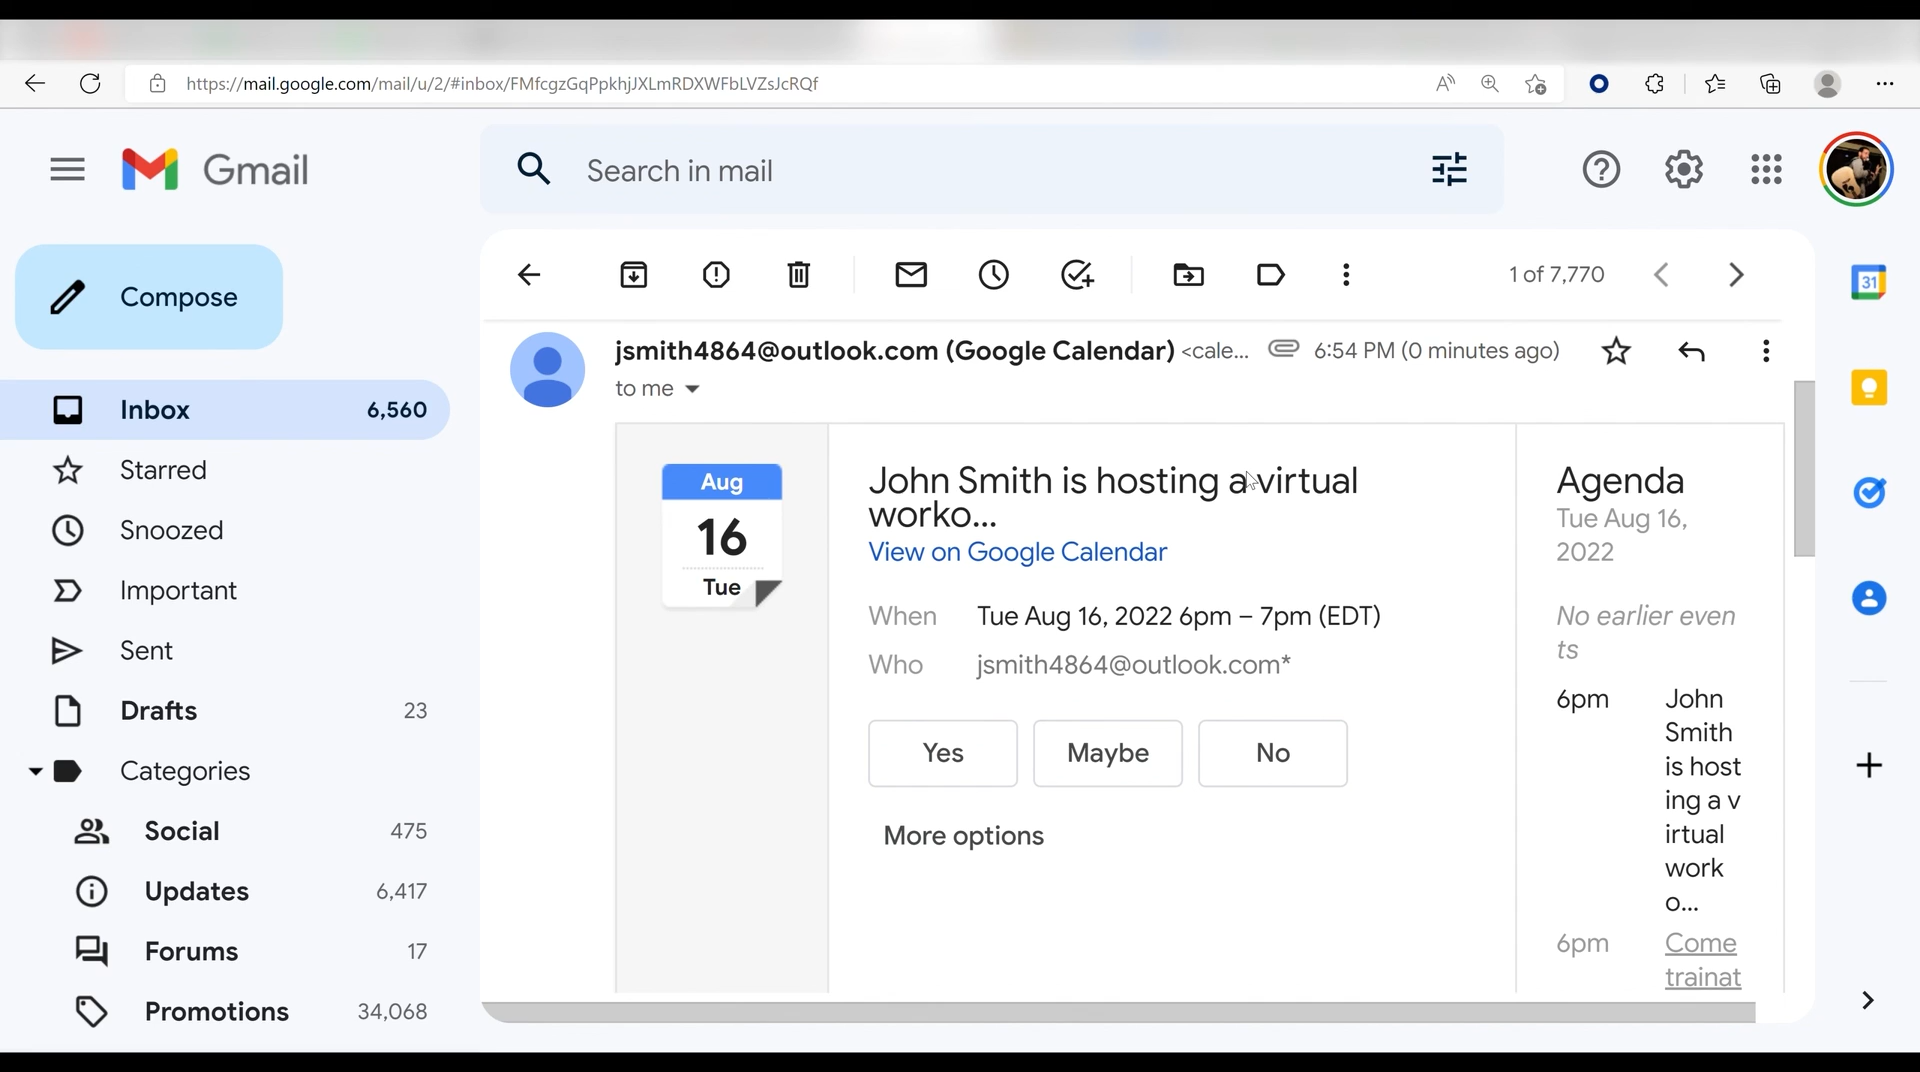 https://mail.google.com/mail/u/2/#inbox/FMfcgzGqPpkhjJXLmRDXWFbLVZsJcRQf
Gmail
Search in mail
Compose
1 of 7,770
jsmith4864@outlook.com (Google Calendar) <cale... 6:54 PM (0 minutes ago)
to me
Inbox 6,560
Starred
Snoozed
Important
Sent
Drafts 23
Categories
Social 475
Updates 6,417
Forums 17
Promotions 34,068
Aug
16
Tue
John Smith is hosting a virtual
worko...
View on Google Calendar
When Tue Aug 16, 2022 6pm – 7pm (EDT)
Who jsmith4864@outlook.com*
Yes Maybe No
More options
Agenda
Tue Aug 16,
2022
No earlier even
ts
6pm John
Smith
is host
ing a v
irtual
work
o...
6pm Come
trainat
31